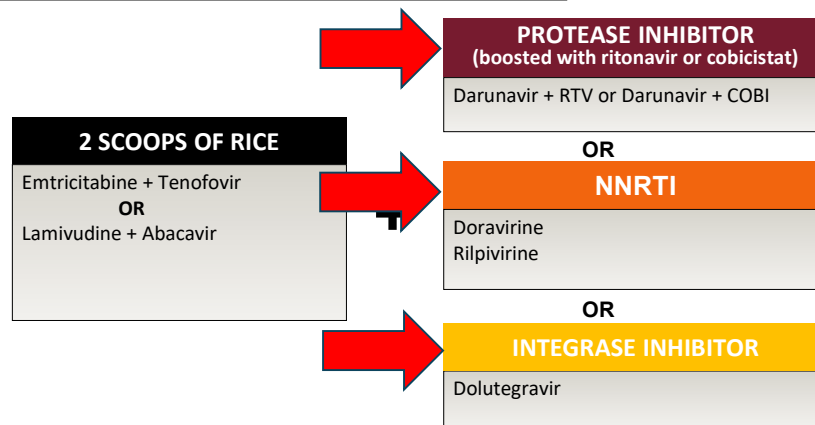 PROTEASE INHIBITOR
(boosted with ritonavir or cobicistat)
Darunavir + RTV or Darunavir + COBI
2 SCOOPS OF RICE
Emtricitabine + Tenofovir
OR
Lamivudine + Abacavir
OR
NNRTI
Doravirine
Rilpivirine
OR
INTEGRASE INHIBITOR
Dolutegravir